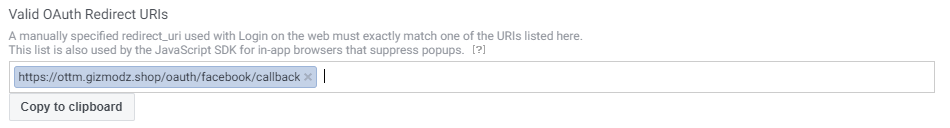 Valid OAuth Redirect URIs
A manually specified redirect_uri used with Login on the web must exactly match one of the URIs listed here.
This list is also used by the JavaScript SDK for in-app browsers that suppress popups. [?]
https://ottm.gizmodz.shop/oauth/facebook/callback ×
Copy to clipboard